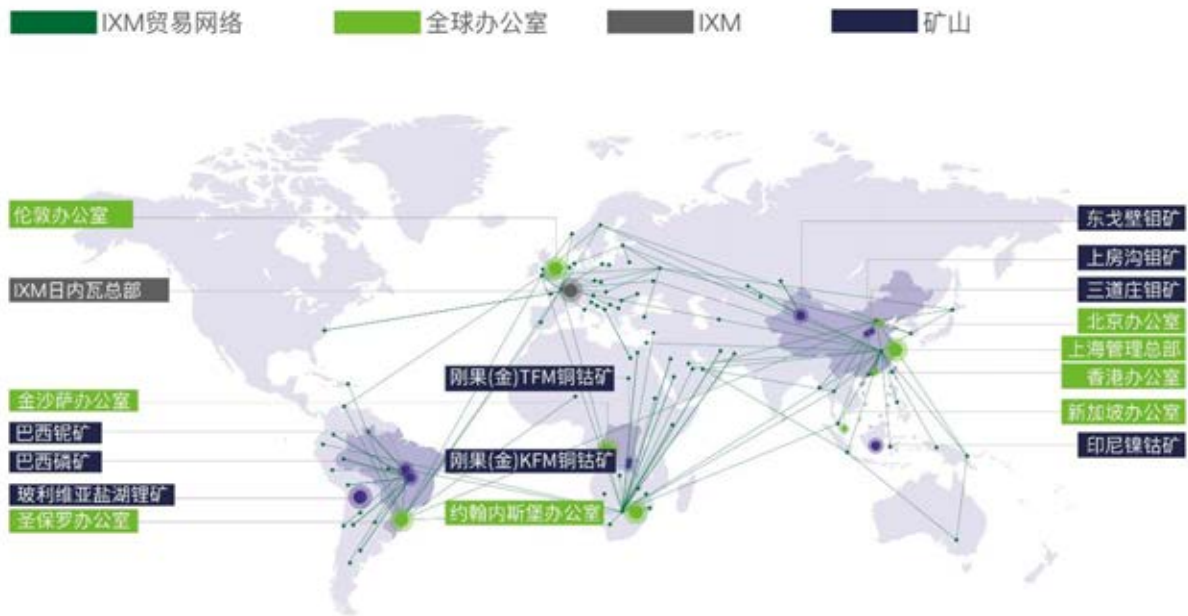 IXM贸易网络
全球办公室
IXM
矿山
伦敦办公室
IXM日内瓦总部
金沙萨办公室
巴西铌矿
巴西磷矿
玻利维亚盐湖锂矿
圣保罗办公室
刚果(金)TFM铜钴矿
刚果(金)KFM铜钴矿
约翰内斯堡办公室
东戈壁钼矿
上房沟钼矿
三道庄钼矿
北京办公室
上海管理总部
香港办公室
新加坡办公室
印尼镍钴矿